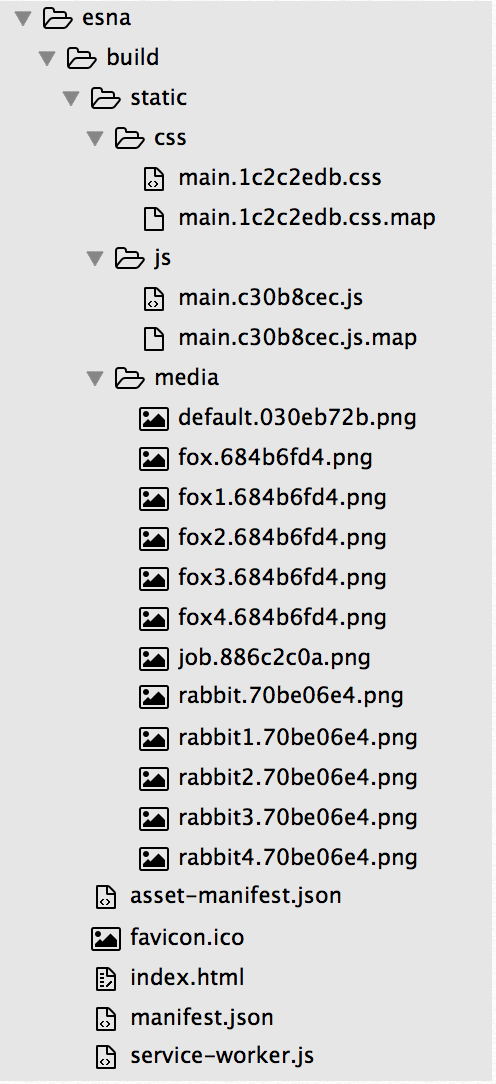 esna
build
static
css
main.1c2c2edb.css
main.1c2c2edb.css.map
js
main.c30b8cec.js
main.c30b8cec.js.map
media
default.030eb72b.png
fox.684b6fd4.png
fox1.684b6fd4.png
fox2.684b6fd4.png
fox3.684b6fd4.png
fox4.684b6fd4.png
job.886c2c0a.png
rabbit.70be06e4.png
rabbit1.70be06e4.png
rabbit2.70be06e4.png
rabbit3.70be06e4.png
rabbit4.70be06e4.png
asset-manifest.json
favicon.ico
index.html
manifest.json
service-worker.js